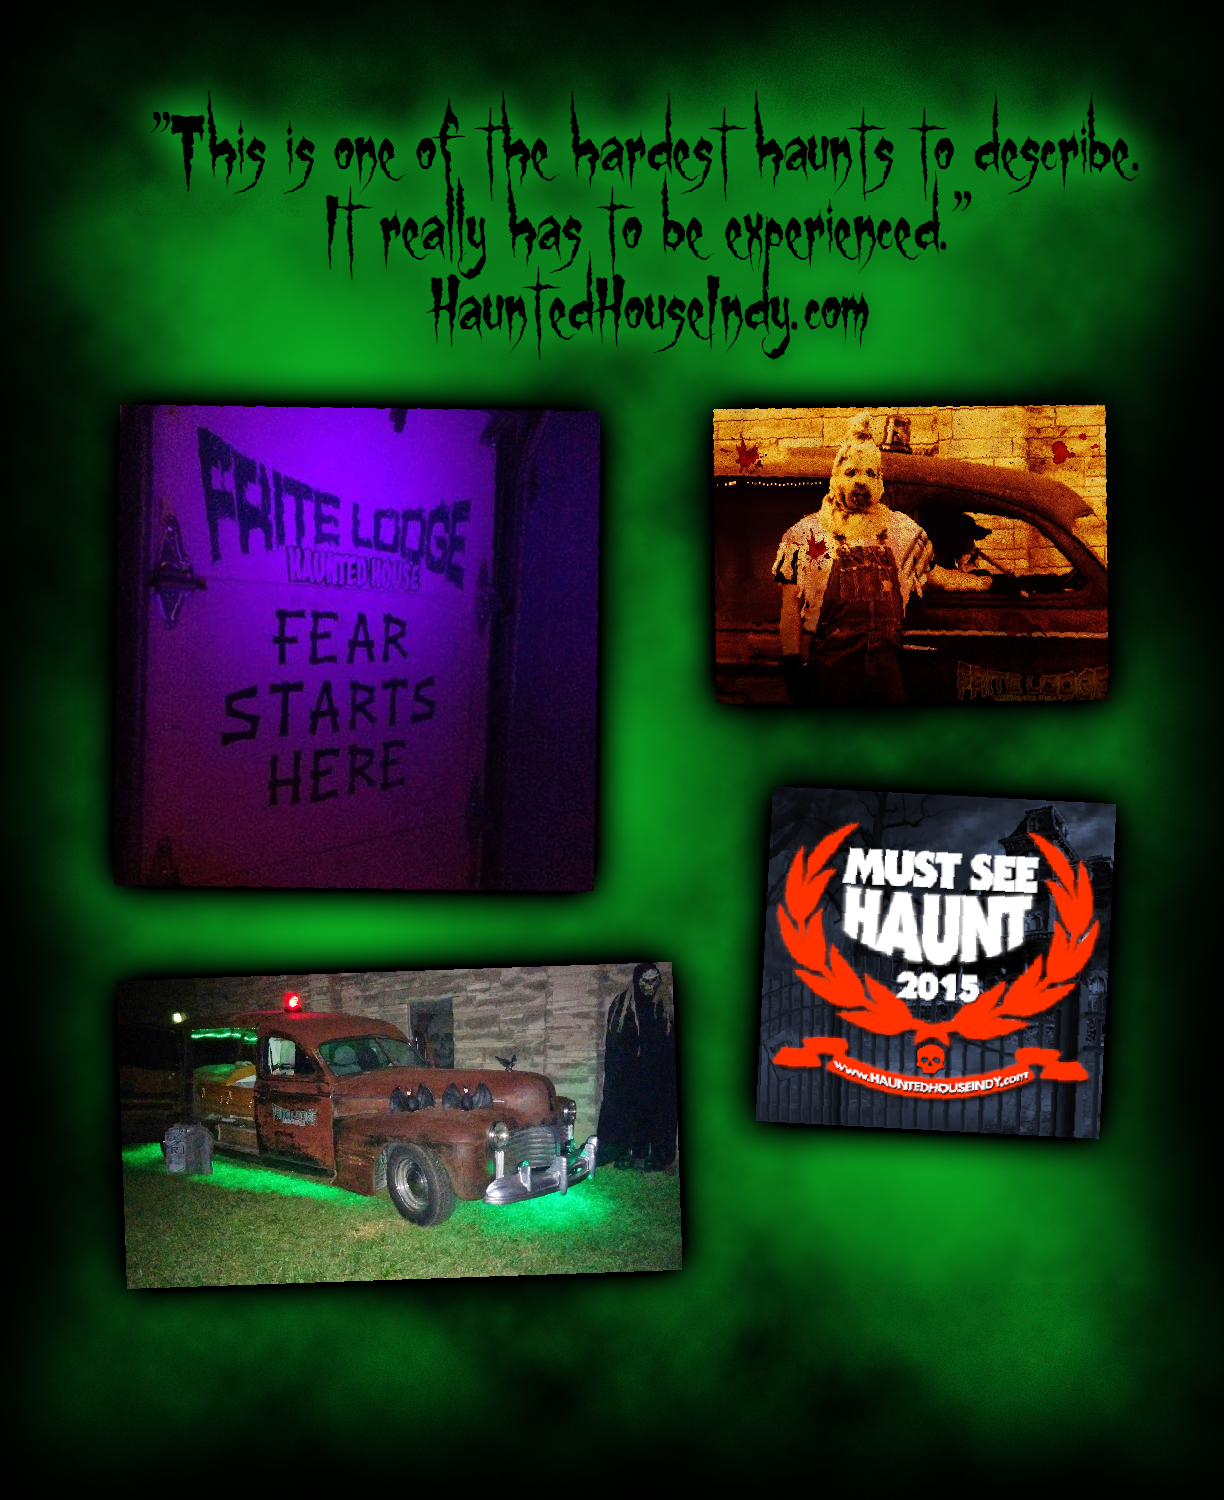 "This is one of the hardest haunts to describe.
It really has to be experienced."
HauntedHouseIndy.com
FRITE LODGE
HAUNTED HOUSE
FEAR
STARTS
HERE
FRITE LODGE
MUST SEE
HAUNT
2015
www.HAUNTEDHOUSEINDY.com